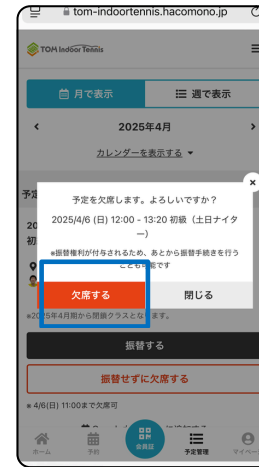 tom-indoortennis.hacomono.jp
TOM Indoor Tennis
月で表示
週で表示
2025年4月
カレンダーを表示する
予定を欠席します。よろしいですか?
2025/4/6 (日) 12:00 - 13:20 初級(土日ナイタ
ー)
※振替権利が付与されるため、あとから振替手続きを行う
ことも可能です
欠席する
閉じる
※2025年4月期から開講クラスとなります。
振替する
振替せずに欠席する
※ 4/6(日) 11:00まで欠席可
ホーム
予約
会員証
予定管理
マイページ